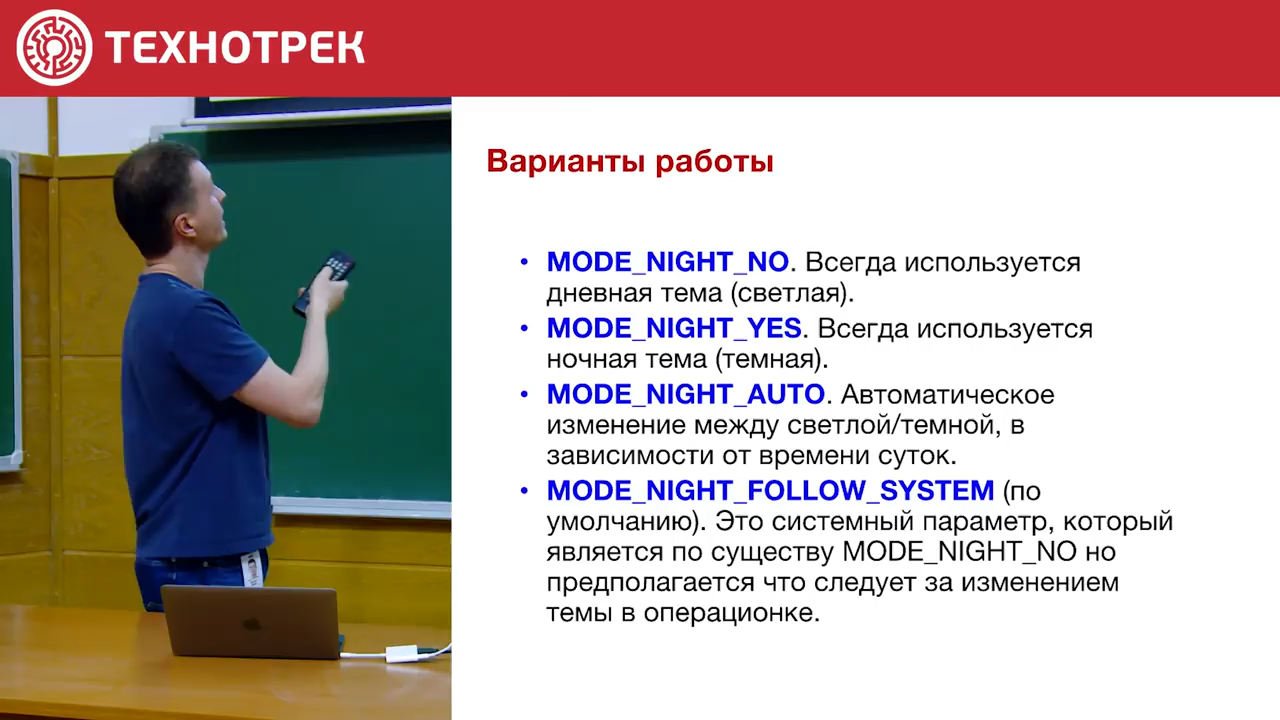 ТЕХНОТРЕК
Варианты работы
• MODE_NIGHT_NO. Всегда используется
дневная тема (светлая).
• MODE_NIGHT_YES. Всегда используется
ночная тема (темная).
• MODE_NIGHT_AUTO. Автоматическое
изменение между светлой/темной, в
зависимости от времени суток.
• MODE_NIGHT_FOLLOW_SYSTEM (по
умолчанию). Это системный параметр, который
является по существу MODE_NIGHT_NO но
предполагается что следует за изменением
темы в операционке.